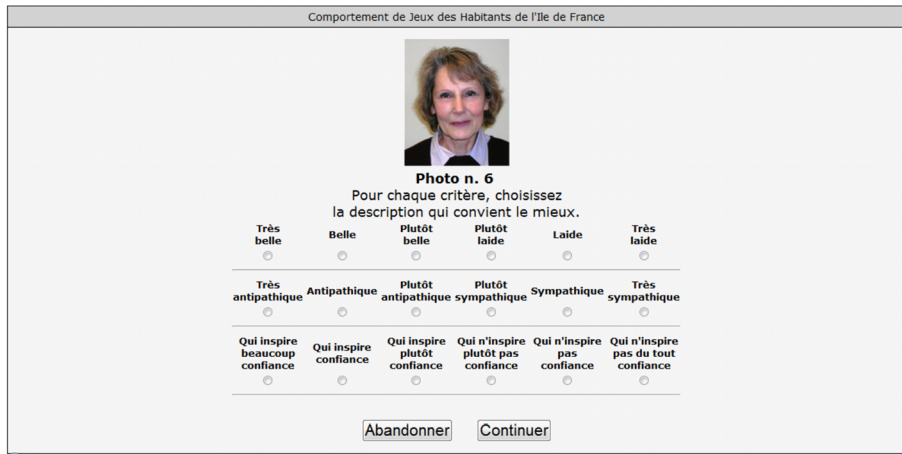 Comportement de Jeux des Habitants de l'Ile de France
Photo n. 6
Pour chaque critère, choisissez
la description qui convient le mieux.
Très belle Belle Plutôt belle Plutôt laide Laide Très laide
Très antipathique Antipathique Plutôt antipathique Plutôt sympathique Sympathique Très sympathique
Qui inspire beaucoup confiance Qui inspire confiance Qui inspire plutôt confiance Qui n'inspire plutôt pas confiance Qui n'inspire pas confiance Qui n'inspire pas du tout confiance
Abandonner Continuer